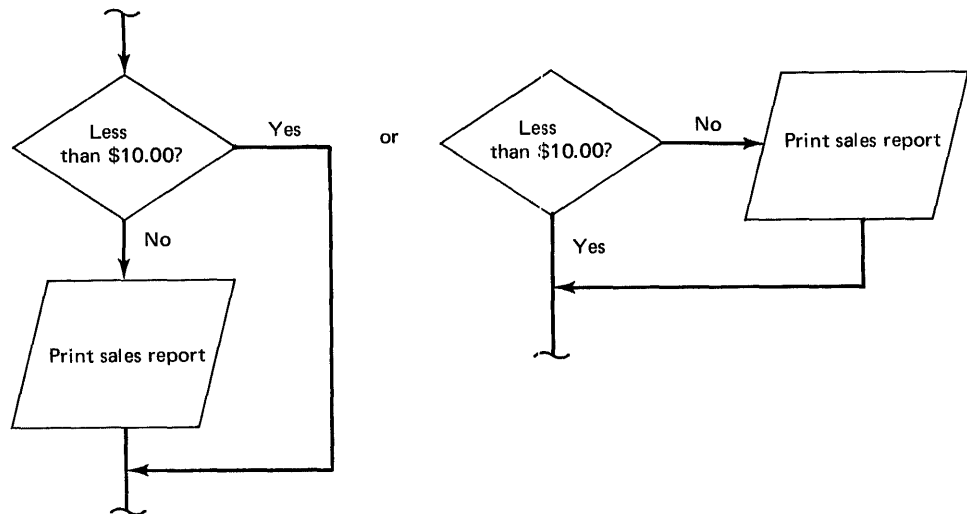 Less
than $10.00?
Yes
No
Print sales report
or
Less
than $10.00?
No
Print sales report
Yes